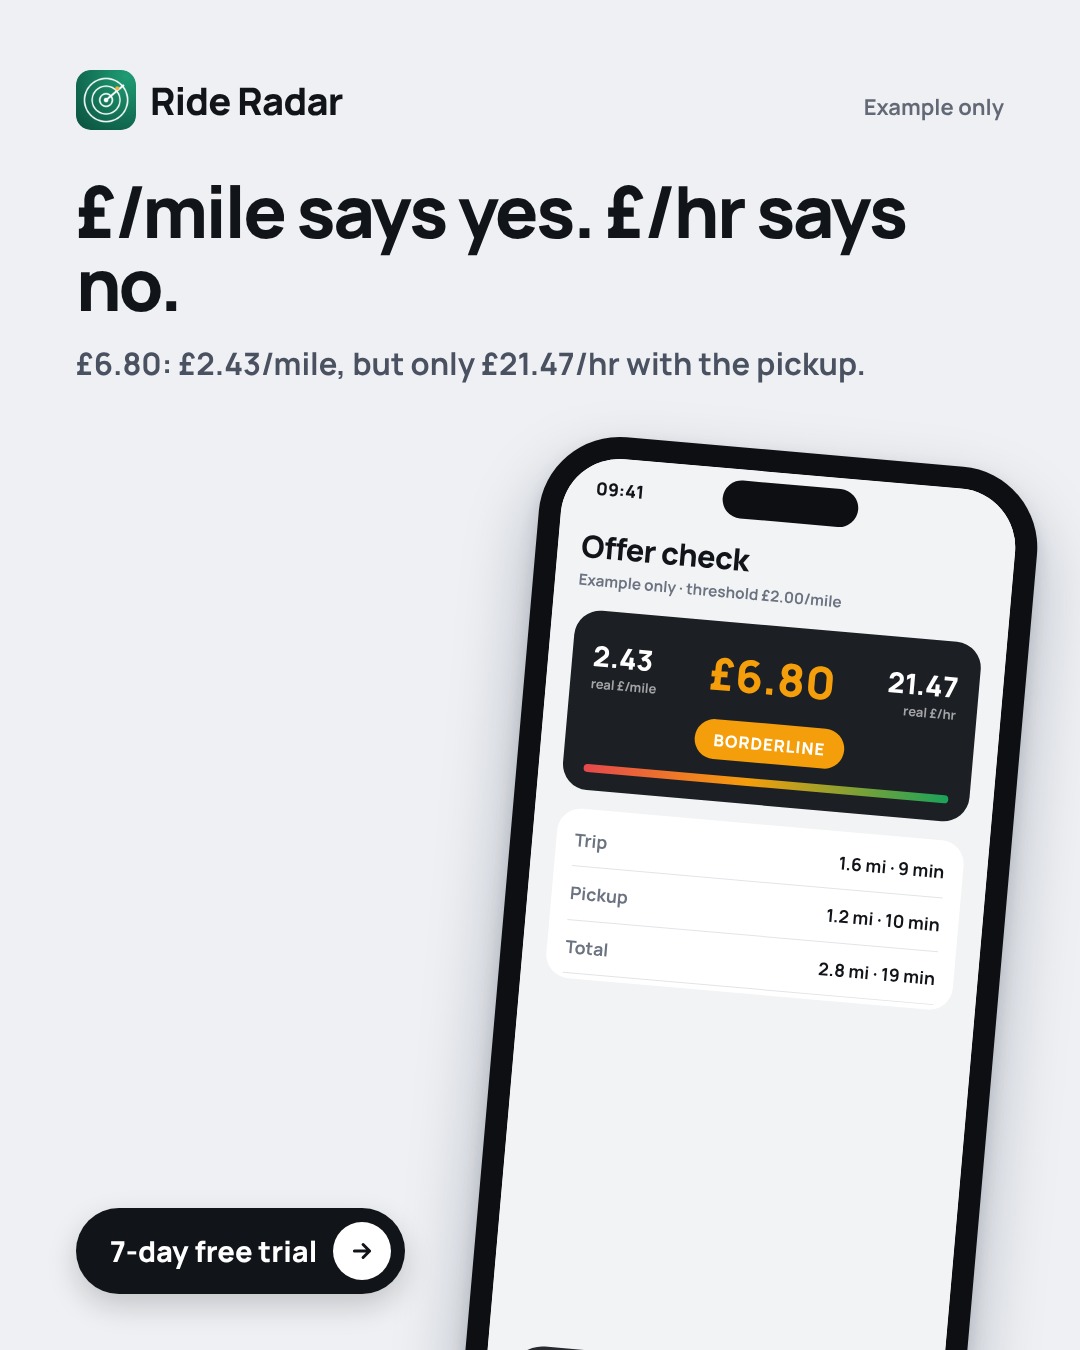 Ride Radar
Example only
£/mile says yes. £/hr says
no.
£6.80: £2.43/mile, but only £21.47/hr with the pickup.
09:41
Offer check
Example only · threshold £2.00/mile
2.43
real £/mile
£6.80
21.47
real £/hr
BORDERLINE
Trip
1.6 mi · 9 min
Pickup
1.2 mi · 10 min
Total
2.8 mi · 19 min
7-day free trial